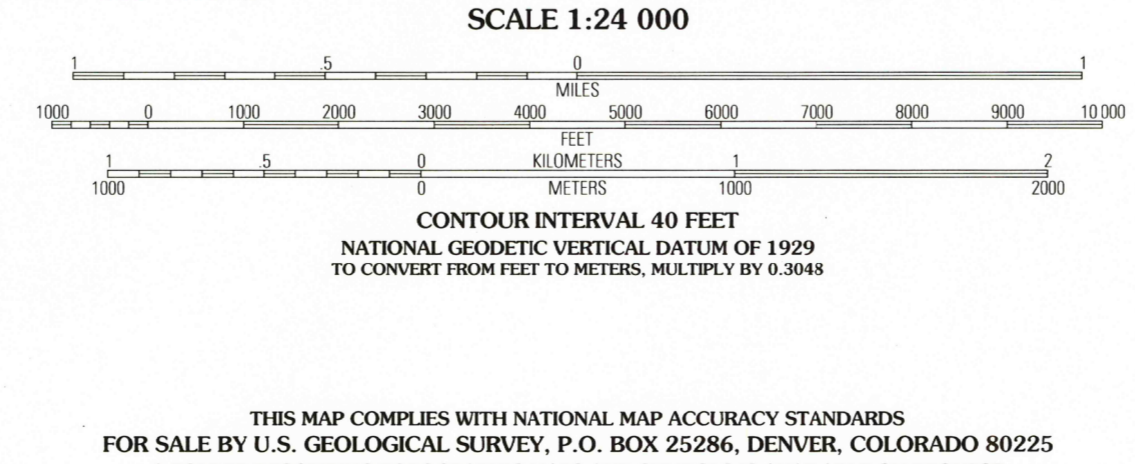 SCALE 1:24 000
1 .5 0 1
MILES
1000 0 1000 2000 3000 4000 5000 6000 7000 8000 9000 10 000
FEET
1 .5 0 KILOMETERS 1 2
1000 0 METERS 1000 2000
CONTOUR INTERVAL 40 FEET
NATIONAL GEODETIC VERTICAL DATUM OF 1929
TO CONVERT FROM FEET TO METERS, MULTIPLY BY 0.3048
THIS MAP COMPLIES WITH NATIONAL MAP ACCURACY STANDARDS
FOR SALE BY U.S. GEOLOGICAL SURVEY, P.O. BOX 25286, DENVER, COLORADO 80225